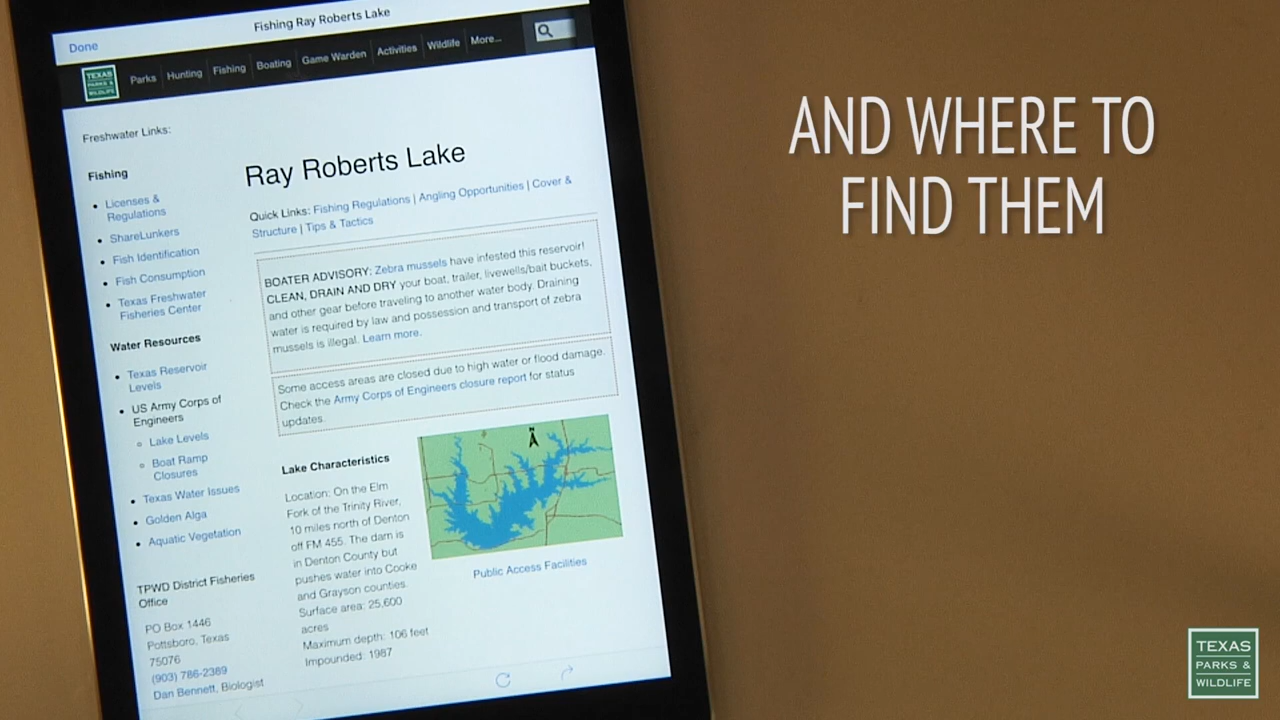 Fishing Ray Roberts Lake
Done
TEXAS
PARKS &
WILDLIFE
Parks Hunting Fishing Boating Game Warden Activities Wildlife More...
Freshwater Links:
Fishing
• Licenses &
Regulations
• ShareLunkers
• Fish Identification
• Fish Consumption
• Texas Freshwater
Fisheries Center
Water Resources
• Texas Reservoir
Levels
• US Army Corps of
Engineers
◦ Lake Levels
◦ Boat Ramp
Closures
• Texas Water Issues
• Golden Alga
• Aquatic Vegetation
TPWD District Fisheries
Office
PO Box 1446
Pottsboro, Texas
75076
(903) 786-2389
Dan Bennett, Biologist
Ray Roberts Lake
Quick Links: Fishing Regulations | Angling Opportunities | Cover &
Structure | Tips & Tactics
BOATER ADVISORY: Zebra mussels have infested this reservoir!
CLEAN, DRAIN AND DRY your boat, trailer, livewells/bait buckets,
and other gear before traveling to another water body. Draining
water is required by law and possession and transport of zebra
mussels is illegal. Learn more.
Some access areas are closed due to high water or flood damage.
Check the Army Corps of Engineers closure report for status
updates.
Lake Characteristics
Location: On the Elm
Fork of the Trinity River,
10 miles north of Denton
off FM 455. The dam is
in Denton County but
pushes water into Cooke
and Grayson counties.
Surface area: 25,600
acres
Maximum depth: 106 feet
Impounded: 1987
N
Public Access Facilities
AND WHERE TO
FIND THEM
TEXAS
PARKS &
WILDLIFE